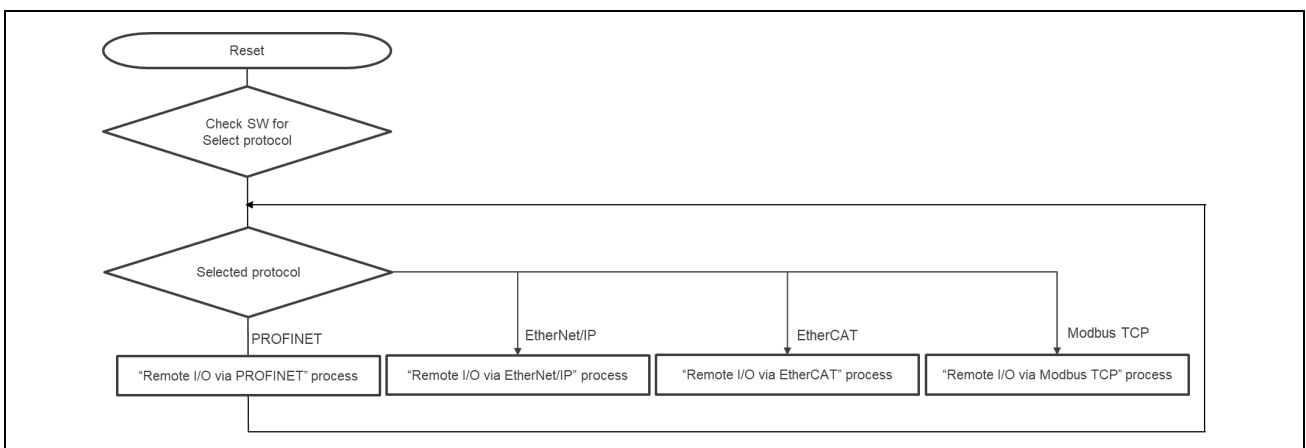 Reset
Check SW for
Select protocol
Selected protocol
PROFINET
EtherNet/IP
EtherCAT
Modbus TCP
“Remote I/O via PROFINET” process
“Remote I/O via EtherNet/IP” process
“Remote I/O via EtherCAT” process
“Remote I/O via Modbus TCP” process